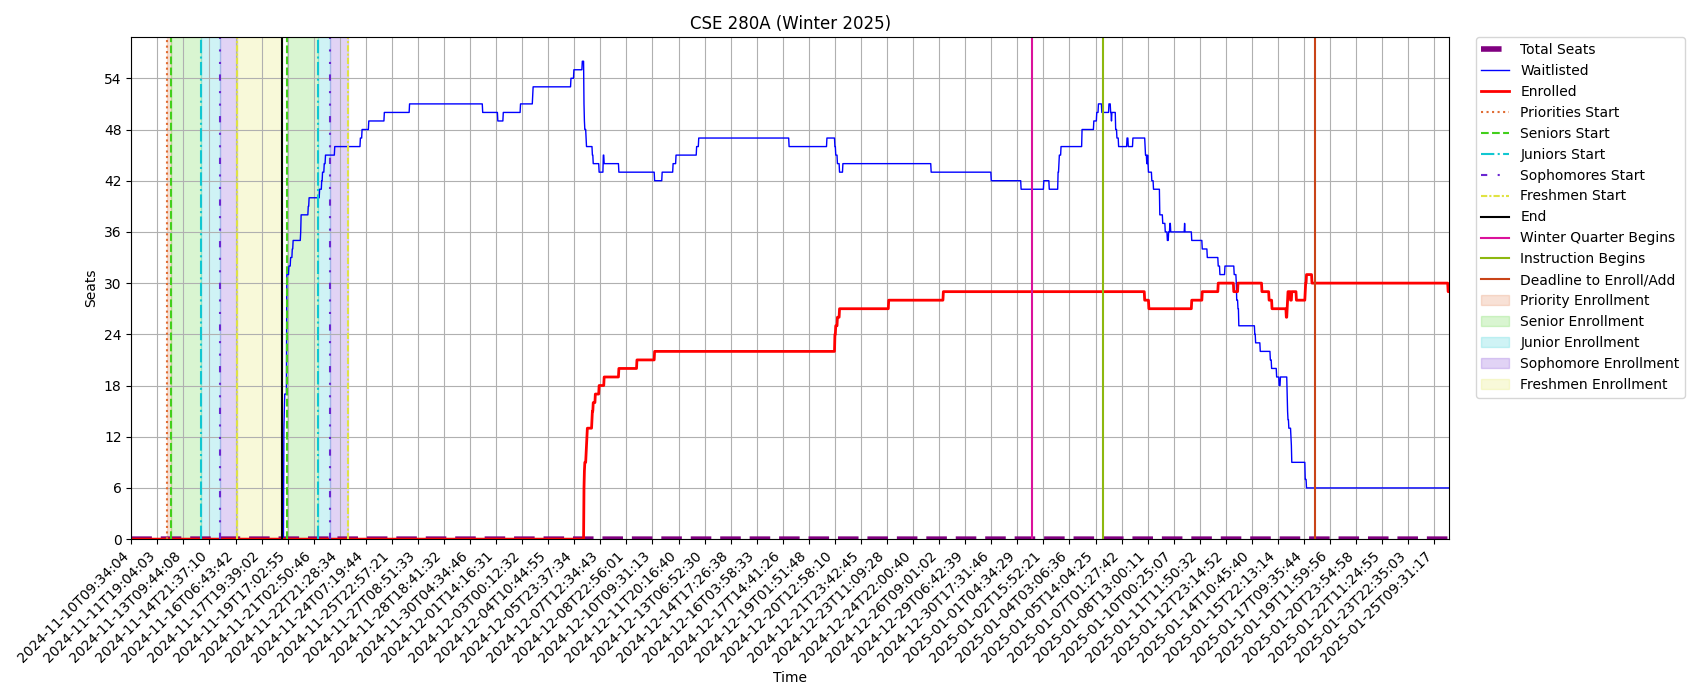 CSE 280A (Winter 2025)
Seats
54
48
42
36
30
24
18
12
6
0
2024-11-10T09:34:04
2024-11-11T19:04:03
2024-11-13T09:44:08
2024-11-14T21:37:10
2024-11-16T06:43:42
2024-11-17T19:39:02
2024-11-19T17:02:55
2024-11-21T02:50:46
2024-11-22T21:28:34
2024-11-24T07:19:44
2024-11-25T22:57:21
2024-11-27T08:51:33
2024-11-28T18:41:32
2024-11-30T04:34:46
2024-12-01T14:16:31
2024-12-03T00:12:32
2024-12-04T10:44:55
2024-12-05T23:37:34
2024-12-07T12:34:43
2024-12-08T22:56:01
2024-12-10T09:31:13
2024-12-11T20:16:40
2024-12-13T06:52:30
2024-12-14T17:26:38
2024-12-16T03:58:33
2024-12-17T14:41:26
2024-12-19T01:51:48
2024-12-20T12:58:10
2024-12-21T23:42:45
2024-12-23T11:09:28
2024-12-24T22:00:40
2024-12-26T09:01:02
2024-12-29T06:42:39
2024-12-30T17:31:46
2025-01-01T04:34:29
2025-01-02T15:52:21
2025-01-04T03:06:36
2025-01-05T14:04:25
2025-01-07T01:27:42
2025-01-08T13:00:11
2025-01-10T00:25:07
2025-01-11T11:50:32
2025-01-12T23:14:52
2025-01-14T10:45:40
2025-01-15T22:13:14
2025-01-17T09:35:44
2025-01-19T11:59:56
2025-01-20T23:54:58
2025-01-22T11:24:55
2025-01-23T22:35:03
2025-01-25T09:31:17
Time
Total Seats
Waitlisted
Enrolled
Priorities Start
Seniors Start
Juniors Start
Sophomores Start
Freshmen Start
End
Winter Quarter Begins
Instruction Begins
Deadline to Enroll/Add
Priority Enrollment
Senior Enrollment
Junior Enrollment
Sophomore Enrollment
Freshmen Enrollment